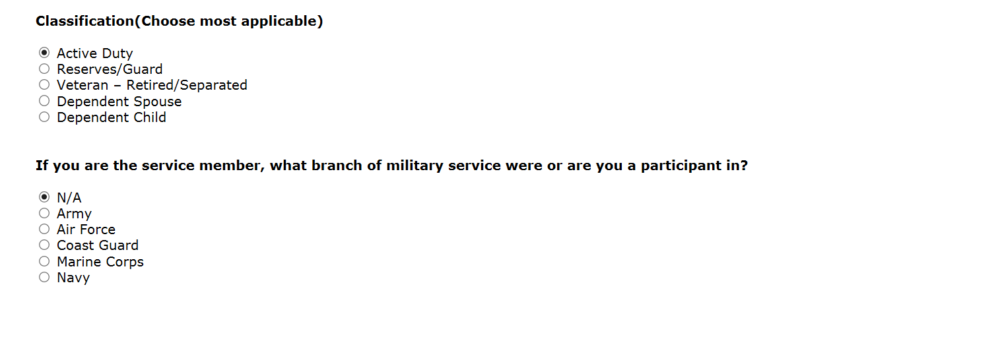 Classification(Choose most applicable)
Active Duty
Reserves/Guard
Veteran – Retired/Separated
Dependent Spouse
Dependent Child
If you are the service member, what branch of military service were or are you a participant in?
N/A
Army
Air Force
Coast Guard
Marine Corps
Navy